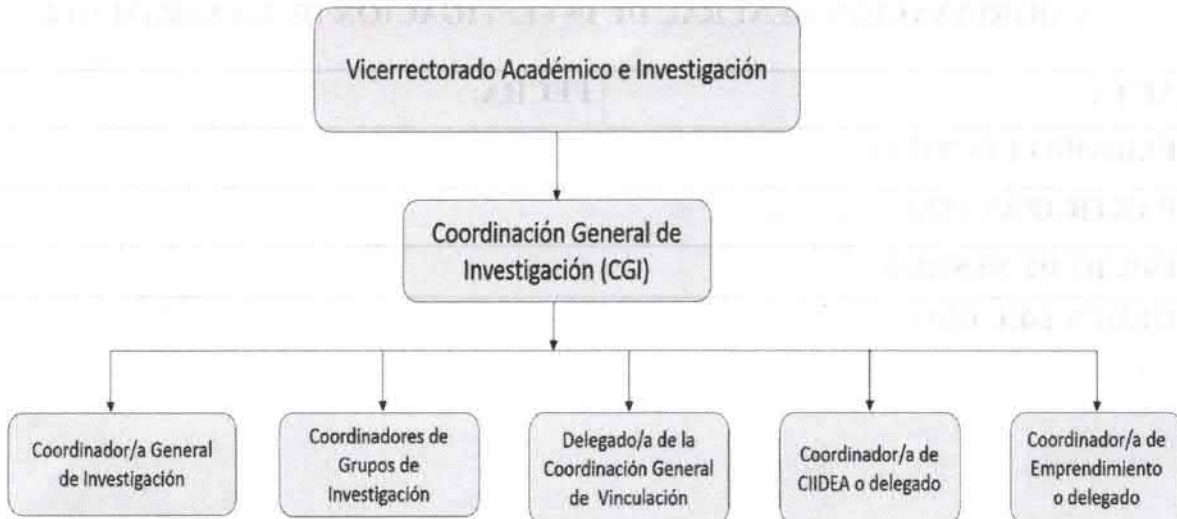 Vicerrectorado Académico e Investigación
Coordinación General de
Investigación (CGI)
Coordinador/a General
de Investigación
Coordinadores de
Grupos de
Investigación
Delegado/a de la
Coordinación General
de Vinculación
Coordinador/a de
CIIDEA o delegado
Coordinador/a de
Emprendimiento
o delegado